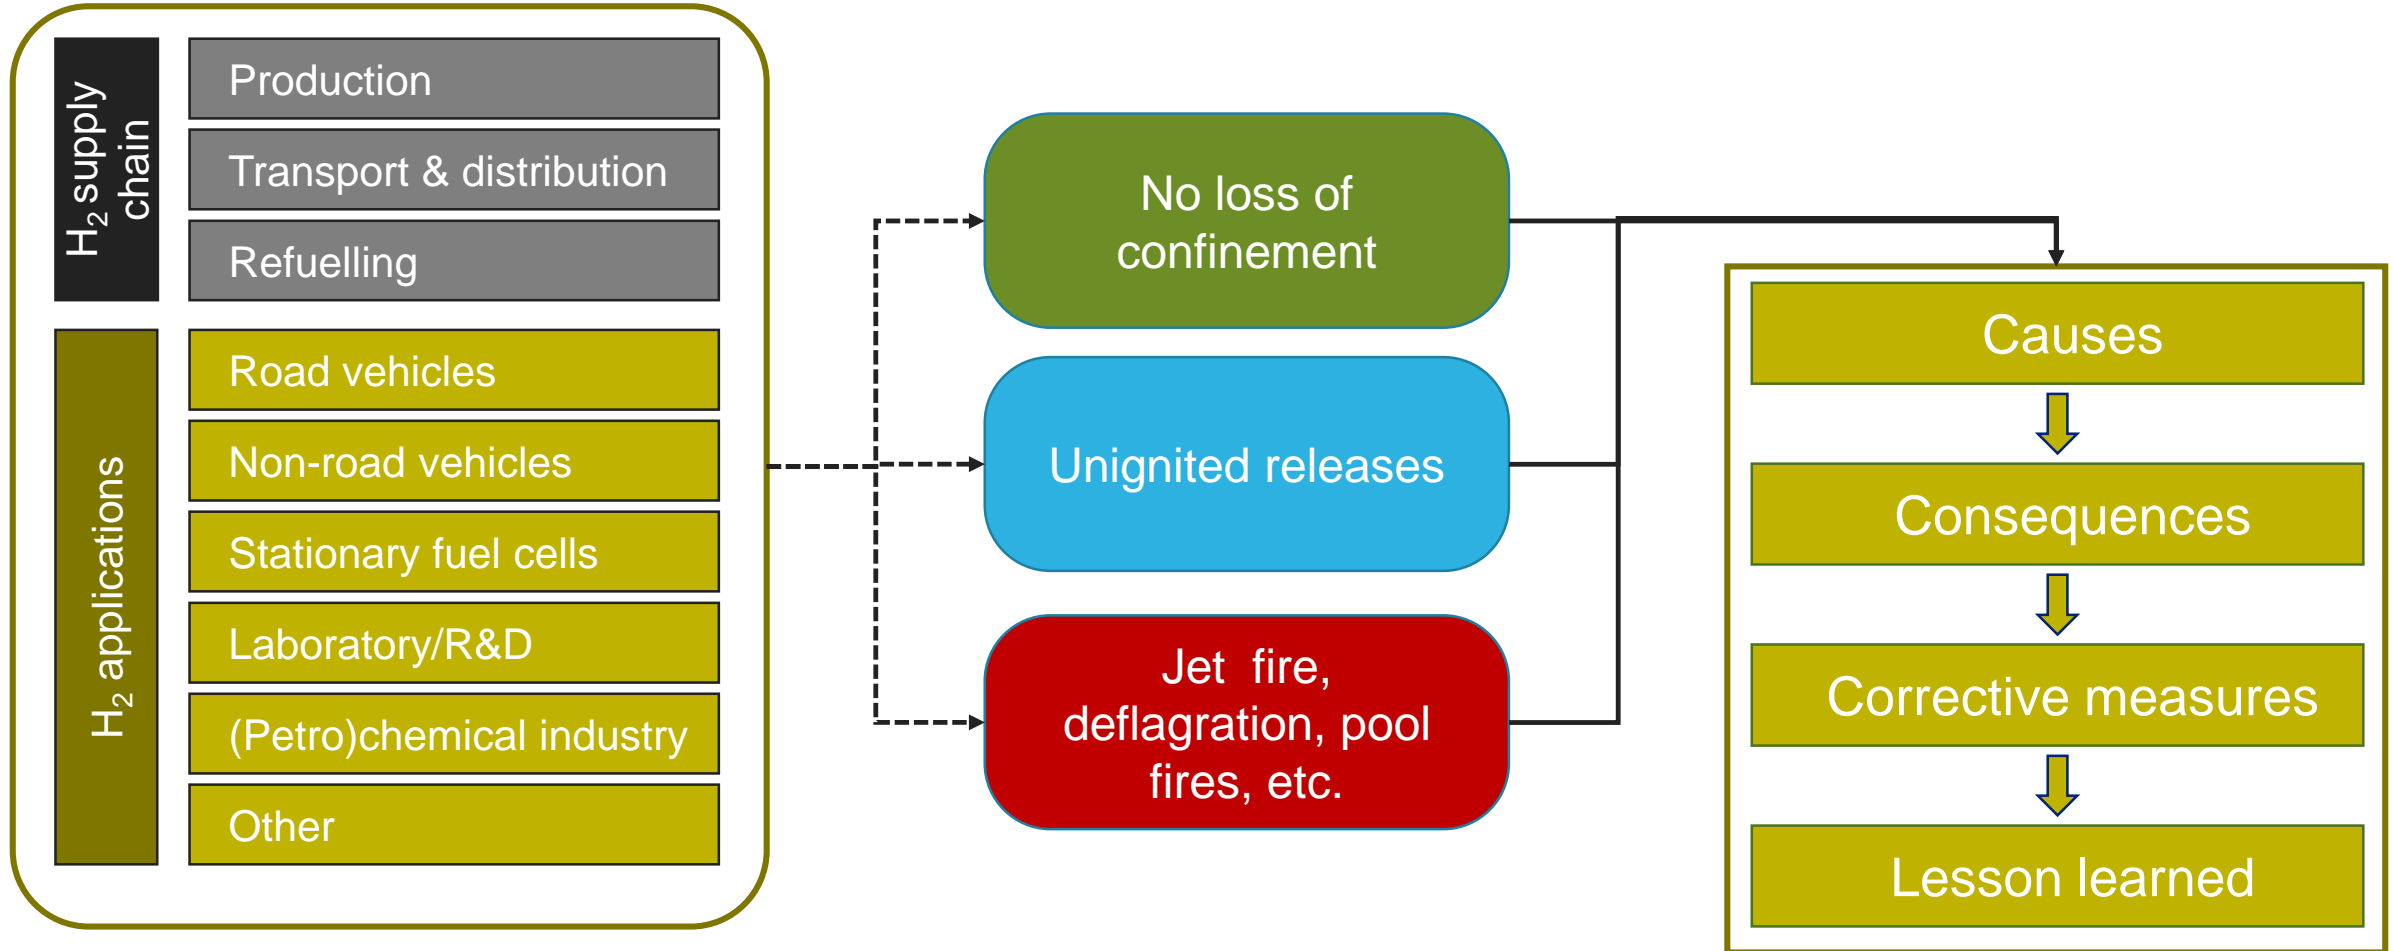 H₂ supply
chain
Production
Transport & distribution
Refuelling
H₂ applications
Road vehicles
Non-road vehicles
Stationary fuel cells
Laboratory/R&D
(Petro)chemical industry
Other
No loss of
confinement
Unignited releases
Jet fire,
deflagration, pool
fires, etc.
Causes
Consequences
Corrective measures
Lesson learned